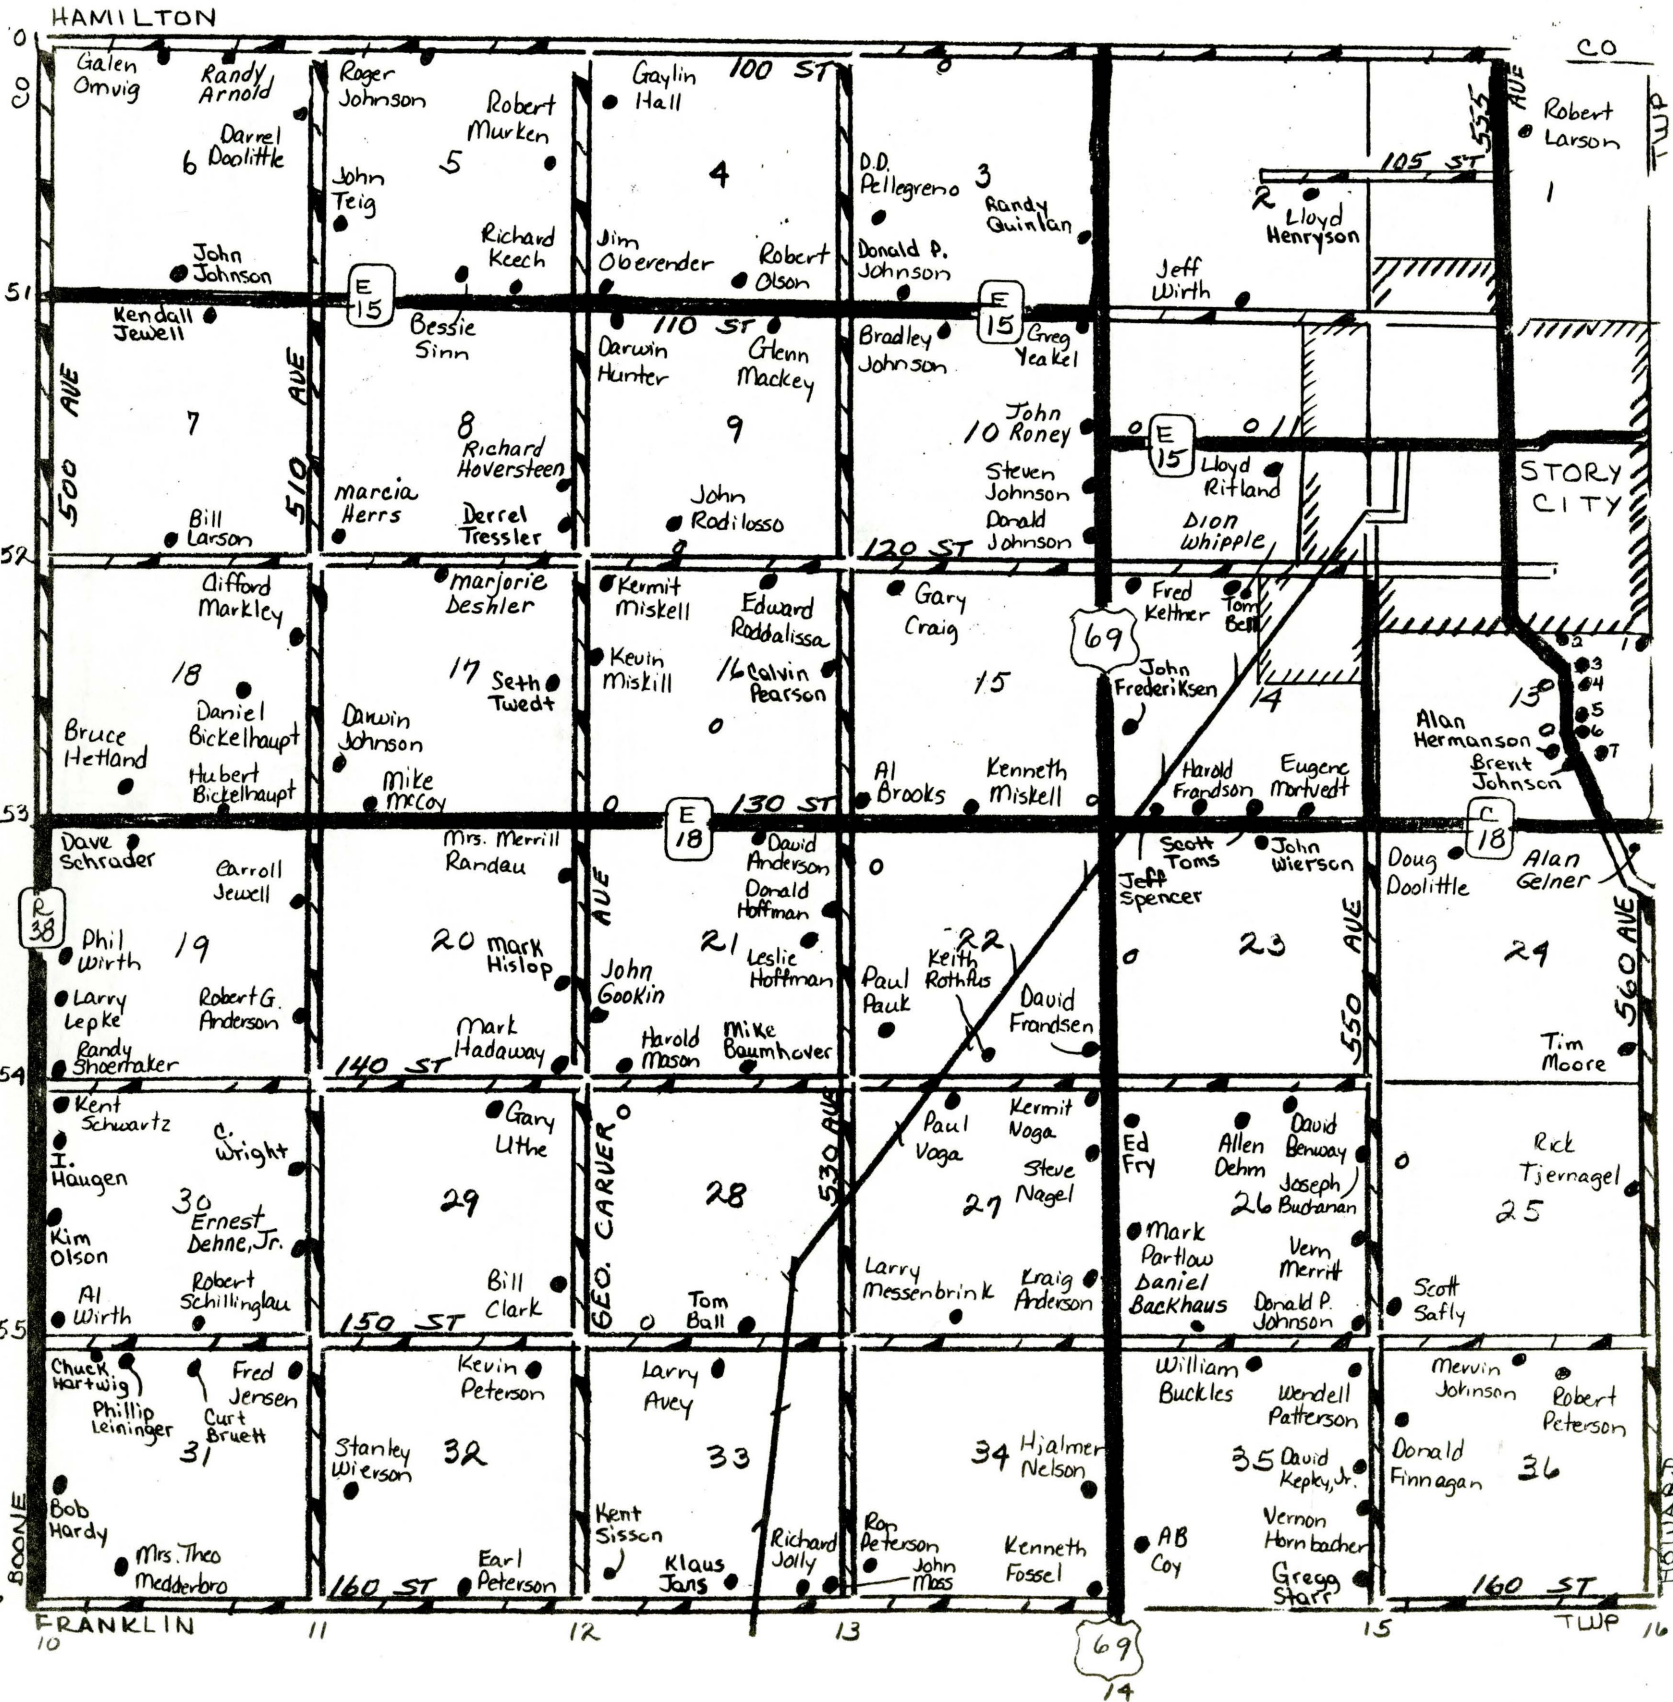 HAMILTON
CO
0
CO
TWP
Galen
Omvig
Randy
Arnold
Darrel
Doolittle
6
John
Johnson
Roger
Johnson
Robert
Murken
5
John
Teig
Richard
Keech
Gaylin
Hall
100 ST
4
Jim
Oberender
Robert
Olson
D.D.
Pellegreno
3
Randy
Quinlan
Donald P.
Johnson
555
AVE
105 ST
2
Lloyd
Henryson
Jeff
Wirth
Robert
Larson
1
51
E
15
E
15
Kendall
Jewell
500 AVE
7
510 AVE
Bill
Larson
Bessie
Sinn
8
Richard
Hoversteen
Marcia
Herrs
Derrel
Tressler
110 ST
Darwin
Hunter
Glenn
Mackey
9
John
Radilosso
Bradley
Johnson
Greg
Yeakel
10
John
Roney
Steven
Johnson
Donald
Johnson
E
15
11
Lloyd
Ritland
Dion
Whipple
STORY
CITY
52
120 ST
Clifford
Markley
18
Daniel
Bickelhaupt
Bruce
Hetland
Hubert
Bickelhaupt
Marjorie
Deshler
17
Seth
Twedt
Darwin
Johnson
Mike
McCoy
Kermit
Miskell
Edward
Roddalissa
Kevin
Miskill
16
Calvin
Pearson
Gary
Craig
15
Al
Brooks
Kenneth
Miskell
69
Fred
Keltner
Tom
Bell
John
Frederiksen
14
Harold
Frandson
Eugene
Mortvedt
2
1
3
4
13
5
6
7
Alan
Hermanson
Brent
Johnson
53
E
18
130 ST
C
18
Dave
Schrader
Carroll
Jewell
R
38
Phil
Wirth
19
Larry
Lepke
Robert G.
Anderson
Randy
Shoemaker
Mrs. Merrill
Randau
20
Mark
Hislop
Mark
Hadaway
AVE
David
Anderson
Donald
Hoffman
21
Leslie
Hoffman
John
Gookin
Harold
Mason
Mike
Baumhover
22
Keith
Rothfus
Paul
Pauk
David
Frandsen
Scott
Toms
John
Wierson
Jeff
Spencer
23
550 AVE
Doug
Doolittle
Alan
Gelner
24
560 AVE
Tim
Moore
54
140 ST
Kent
Schwartz
I.
Haugen
C.
Wright
30
Kim
Olson
Ernest
Dehne, Jr.
Al
Wirth
Robert
Schillinglau
Gary
Uthe
29
Bill
Clark
GEO. CARVER
28
530 AVE
Tom
Ball
Paul
Voga
Kermit
Noga
Steve
Nagel
27
Larry
Messenbrink
Kraig
Anderson
Ed
Fry
Allen
Dehm
David
Benway
26
Joseph
Buchanan
Mark
Partlow
Vern
Merritt
Daniel
Backhaus
Donald P.
Johnson
Rick
Tjernagel
25
Scott
Safly
55
150 ST
Chuck
Hartwig
Phillip
Leininger
Curt
Bruett
Fred
Jensen
31
Bob
Hardy
Mrs. Theo
Medderbro
BOONE
Kevin
Peterson
Stanley
Wierson
32
Earl
Peterson
Larry
Avey
33
Kent
Sisson
Klaus
Jans
Richard
Jolly
34
Hjalmer
Nelson
Ron
Peterson
John
Moss
Kenneth
Fossel
William
Buckles
Wendell
Patterson
35
David
Kepley, Jr.
Vernon
Hornbacher
AB
Coy
Gregg
Starr
Mervin
Johnson
Robert
Peterson
Donald
Finnagan
36
HOWARD
160 ST
160 ST
FRANKLIN
TWP
10
11
12
13
69
14
15
16